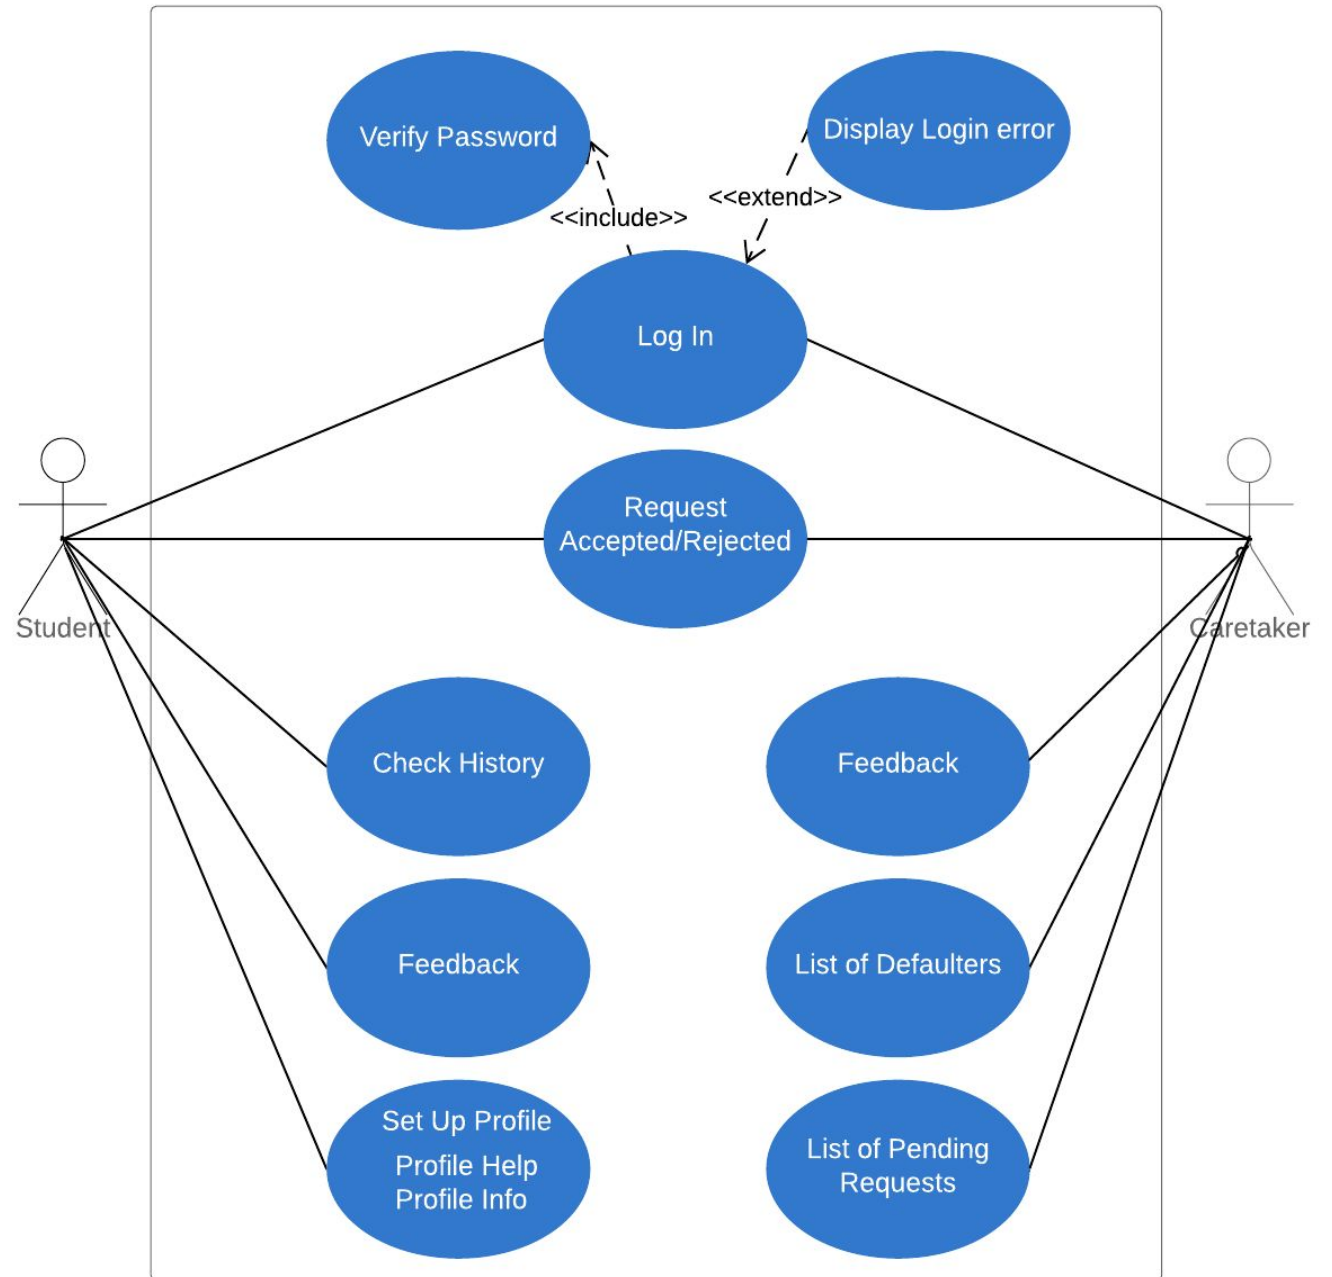 Verify Password
Display Login error
<<include>>
<<extend>>
Log In
Request
Accepted/Rejected
Student
Caretaker
Check History
Feedback
Feedback
List of Defaulters
Set Up Profile
Profile Help
Profile Info
List of Pending
Requests